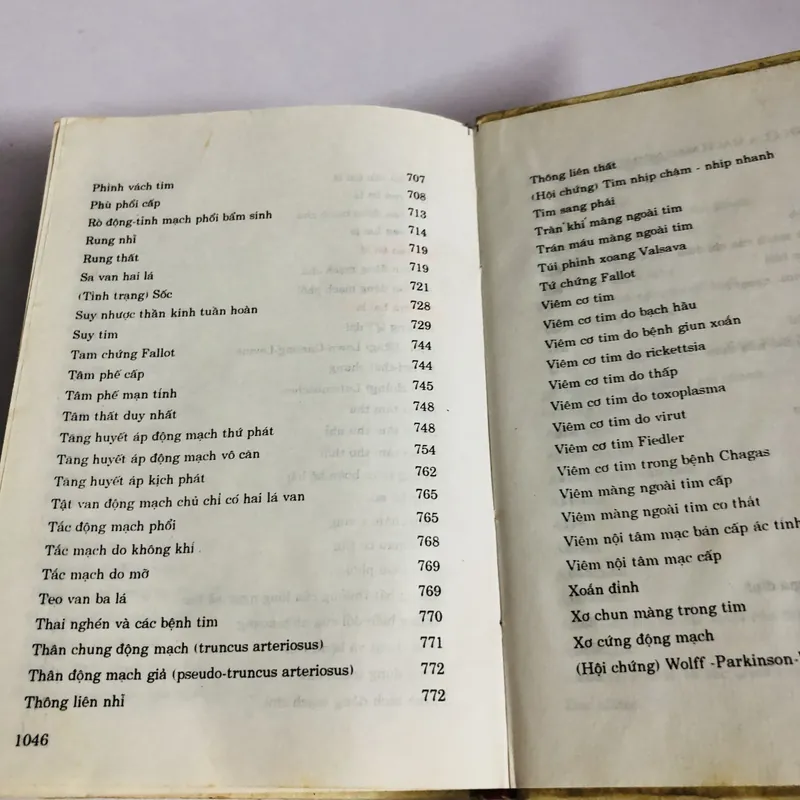 Phình vách tim 707
Phù phổi cấp 708
Rò động-tĩnh mạch phổi bẩm sinh 713
Rung nhĩ 714
Rung thất 719
Sa van hai lá 719
(Tình trạng) Sốc 721
Suy nhược thần kinh tuần hoàn 728
Suy tim 729
Tam chứng Fallot 744
Tâm phế cấp 744
Tâm phế mạn tính 745
Tâm thất duy nhất 748
Tăng huyết áp động mạch thứ phát 748
Tăng huyết áp động mạch vô căn 754
Tăng huyết áp kịch phát 762
Tật van động mạch chủ chỉ có hai lá van 765
Tắc động mạch phổi 765
Tắc mạch do không khí 768
Tắc mạch do mỡ 769
Teo van ba lá 769
Thai nghén và các bệnh tim 770
Thân chung động mạch (truncus arteriosus) 771
Thân động mạch giả (pseudo-truncus arteriosus) 772
Thông liên nhĩ 772
1046
Thông liên thất
(Hội chứng) Tim nhịp chậm - nhịp nhanh
Tim sang phải
Tràn khí màng ngoài tim
Trán máu màng ngoài tim
Túi phình xoang Valsava
Tứ chứng Fallot
Viêm cơ tim
Viêm cơ tim do bạch hầu
Viêm cơ tim do bệnh giun xoắn
Viêm cơ tim do rickettsia
Viêm cơ tim do thấp
Viêm cơ tim do toxoplasma
Viêm cơ tim do virut
Viêm cơ tim Fiedler
Viêm cơ tim trong bệnh Chagas
Viêm màng ngoài tim cấp
Viêm màng ngoài tim co thắt
Viêm nội tâm mạc bán cấp ác tính
Viêm nội tâm mạc cấp
Xoắn đỉnh
Xơ chun màng trong tim
Xơ cứng động mạch
(Hội chứng) Wolff -Parkinson-